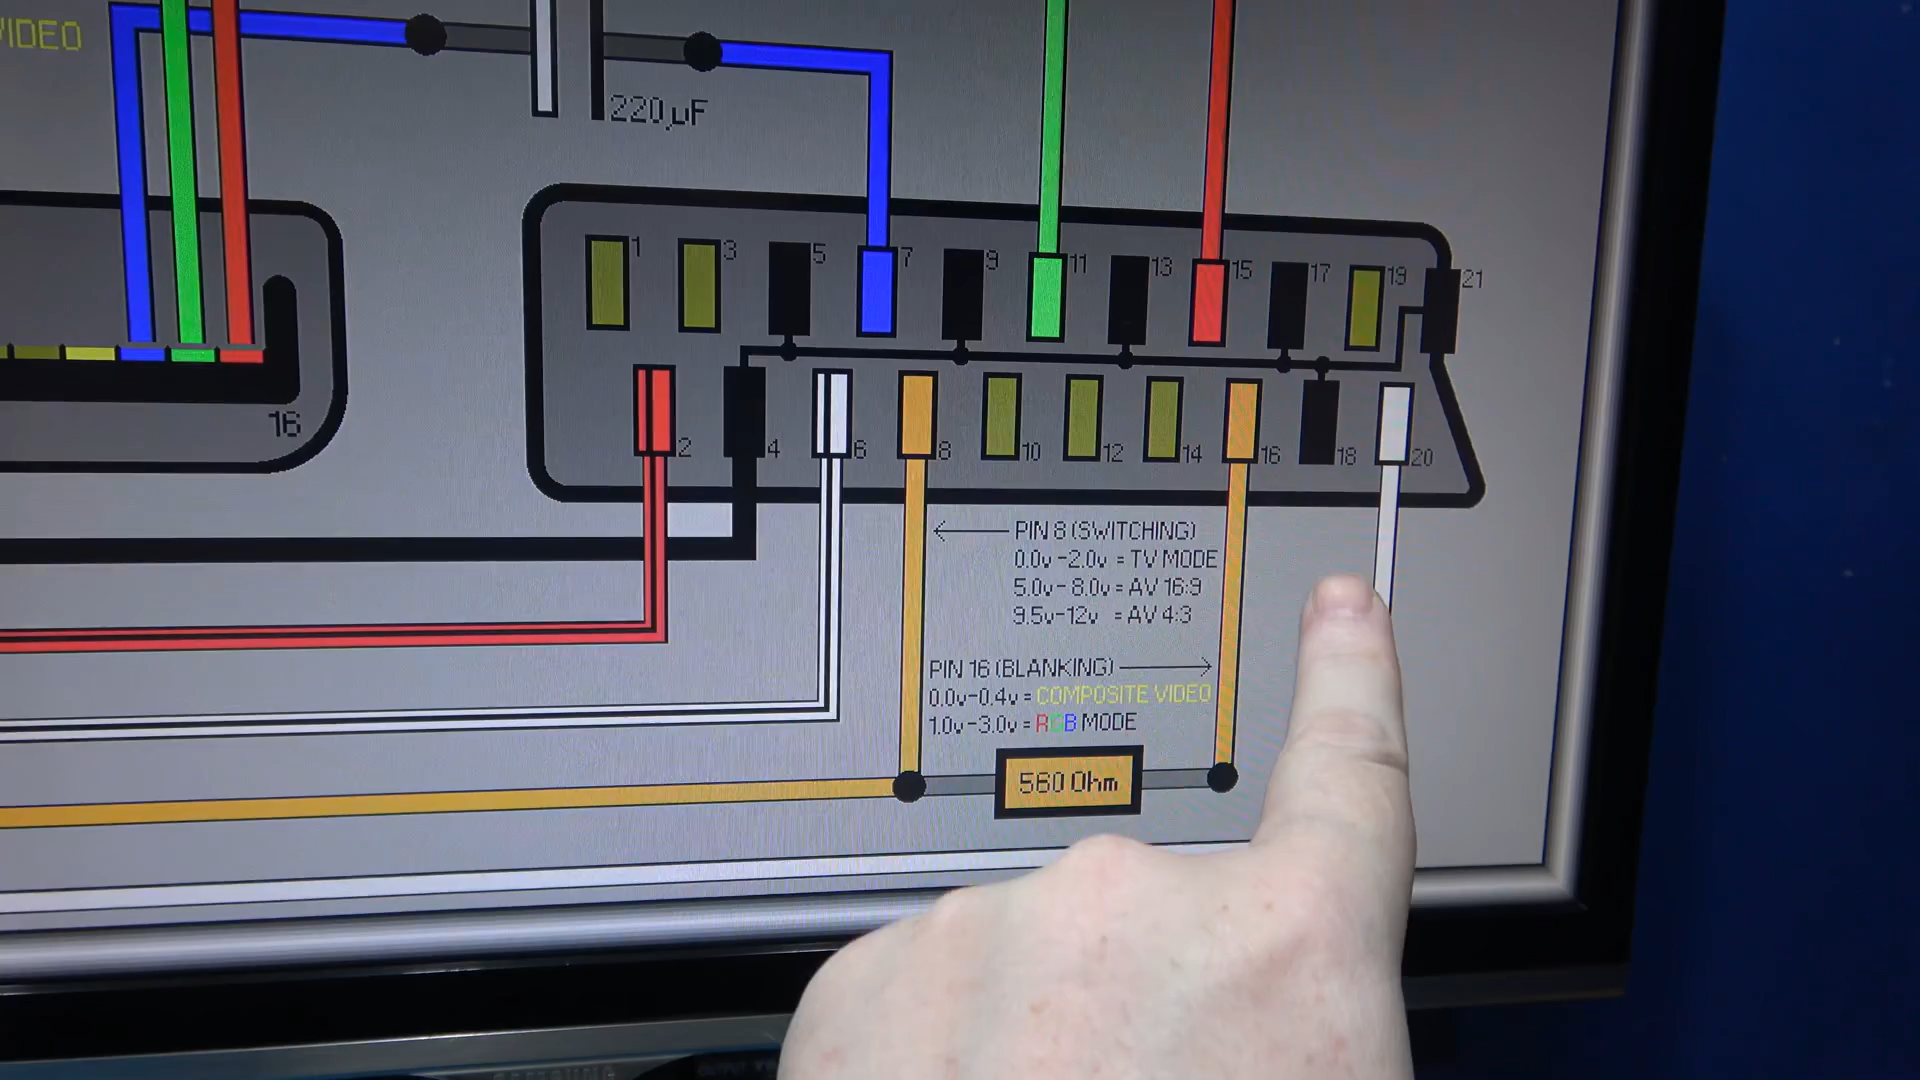 VIDEO
220µF
1
3
5
7
9
11
13
15
17
19
21
16
2
4
6
8
10
12
14
16
18
20
PIN 8 (SWITCHING)
0.0v-2.0v = TV MODE
5.0v-8.0v = AV 16:9
9.5v-12v = AV 4:3
PIN 16 (BLANKING)
0.0v-0.4v = COMPOSITE VIDEO
1.0v-3.0v = RGB MODE
560 Ohm
SAMSUNG